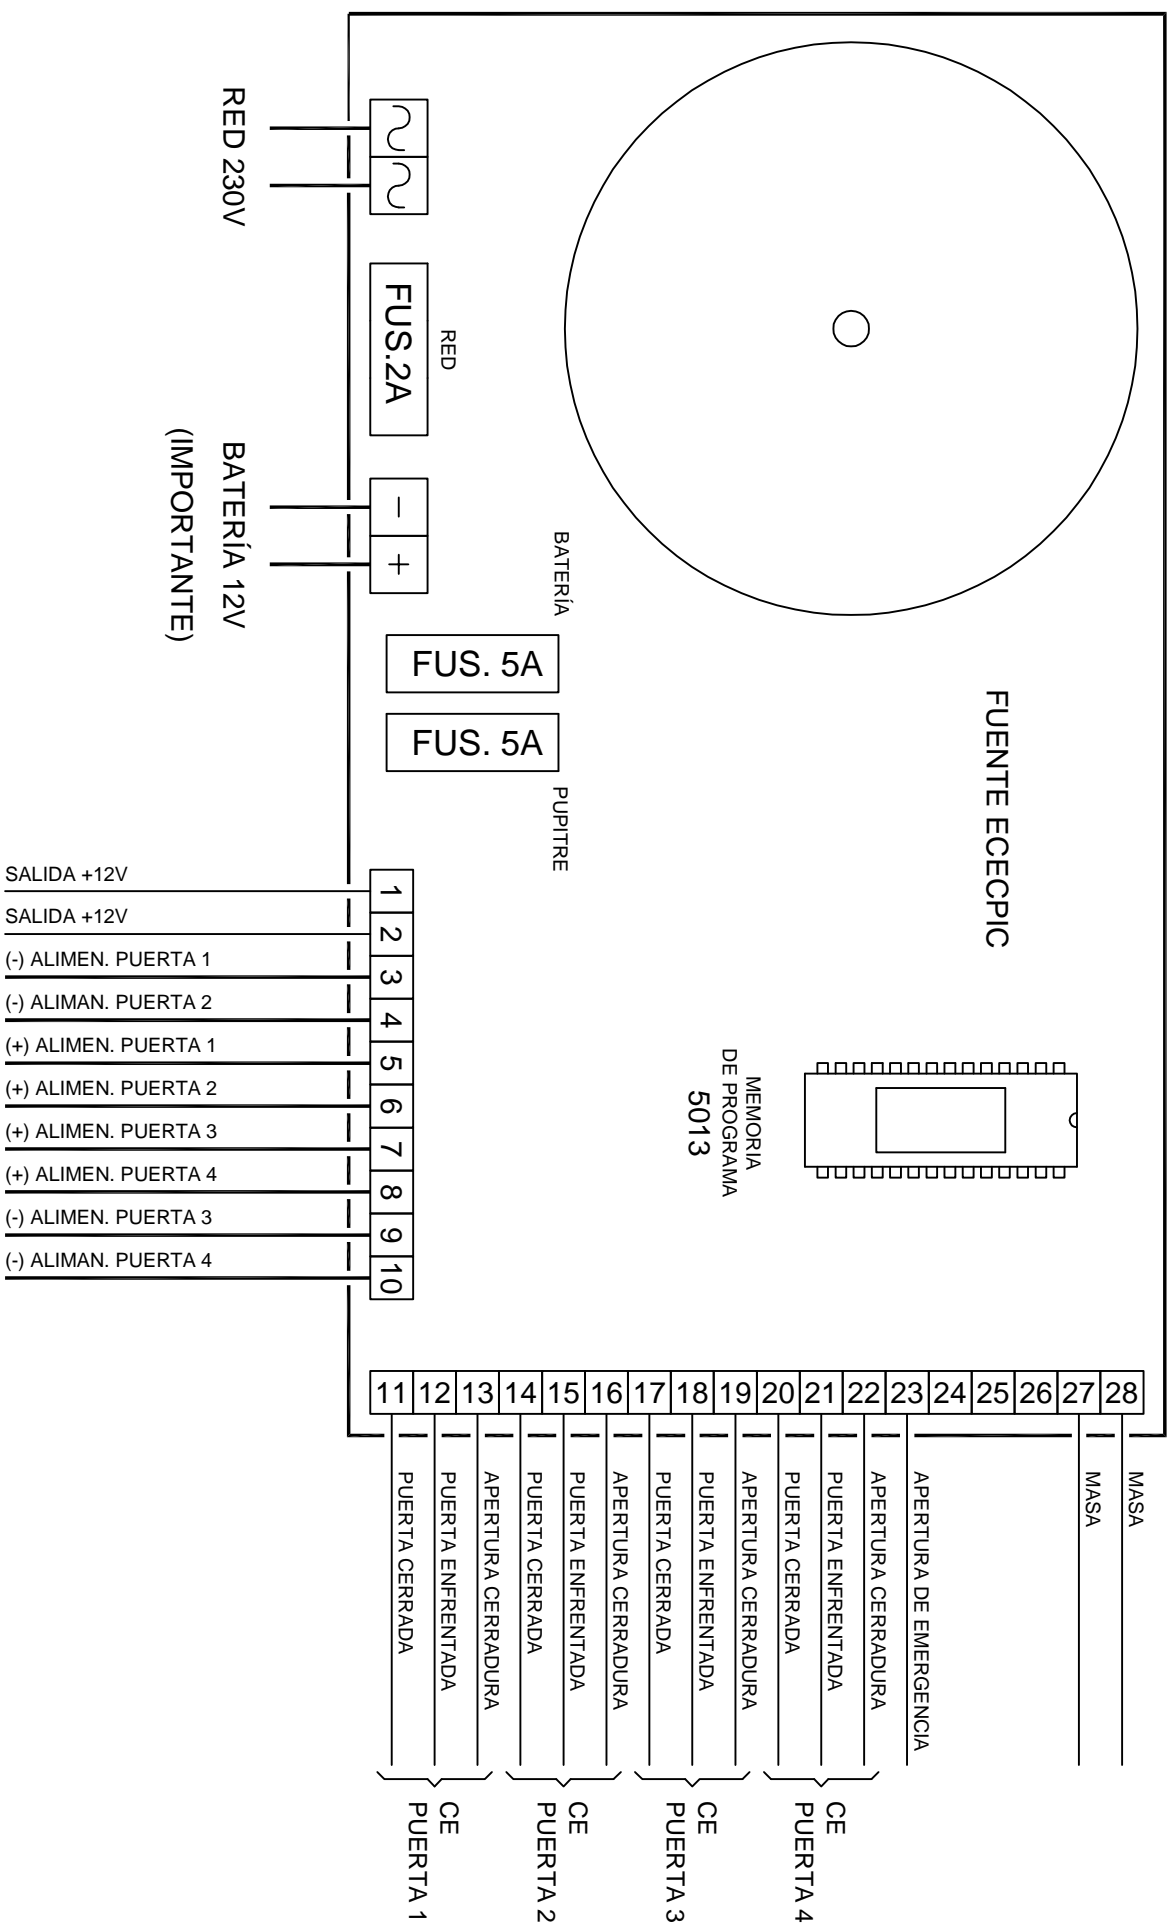 RED 230V
FUS.2A
RED
BATERÍA 12V
(IMPORTANTE)
-
+
BATERÍA
FUS. 5A
FUS. 5A
PUPITRE
FUENTE ECECPIC
MEMORIA
DE PROGRAMA
5013
SALIDA +12V
1
SALIDA +12V
2
(-) ALIMEN. PUERTA 1
3
(-) ALIMAN. PUERTA 2
4
(+) ALIMEN. PUERTA 1
5
(+) ALIMEN. PUERTA 2
6
(+) ALIMEN. PUERTA 3
7
(+) ALIMEN. PUERTA 4
8
(-) ALIMEN. PUERTA 3
9
(-) ALIMAN. PUERTA 4
10
11 12 13 14 15 16 17 18 19 20 21 22 23 24 25 26 27 28
PUERTA CERRADA
PUERTA ENFRENTADA
APERTURA CERRADURA
PUERTA CERRADA
PUERTA ENFRENTADA
APERTURA CERRADURA
PUERTA CERRADA
PUERTA ENFRENTADA
APERTURA CERRADURA
PUERTA CERRADA
PUERTA ENFRENTADA
APERTURA CERRADURA
APERTURA DE EMERGENCIA
MASA
MASA
CE
PUERTA 1
CE
PUERTA 2
CE
PUERTA 3
CE
PUERTA 4